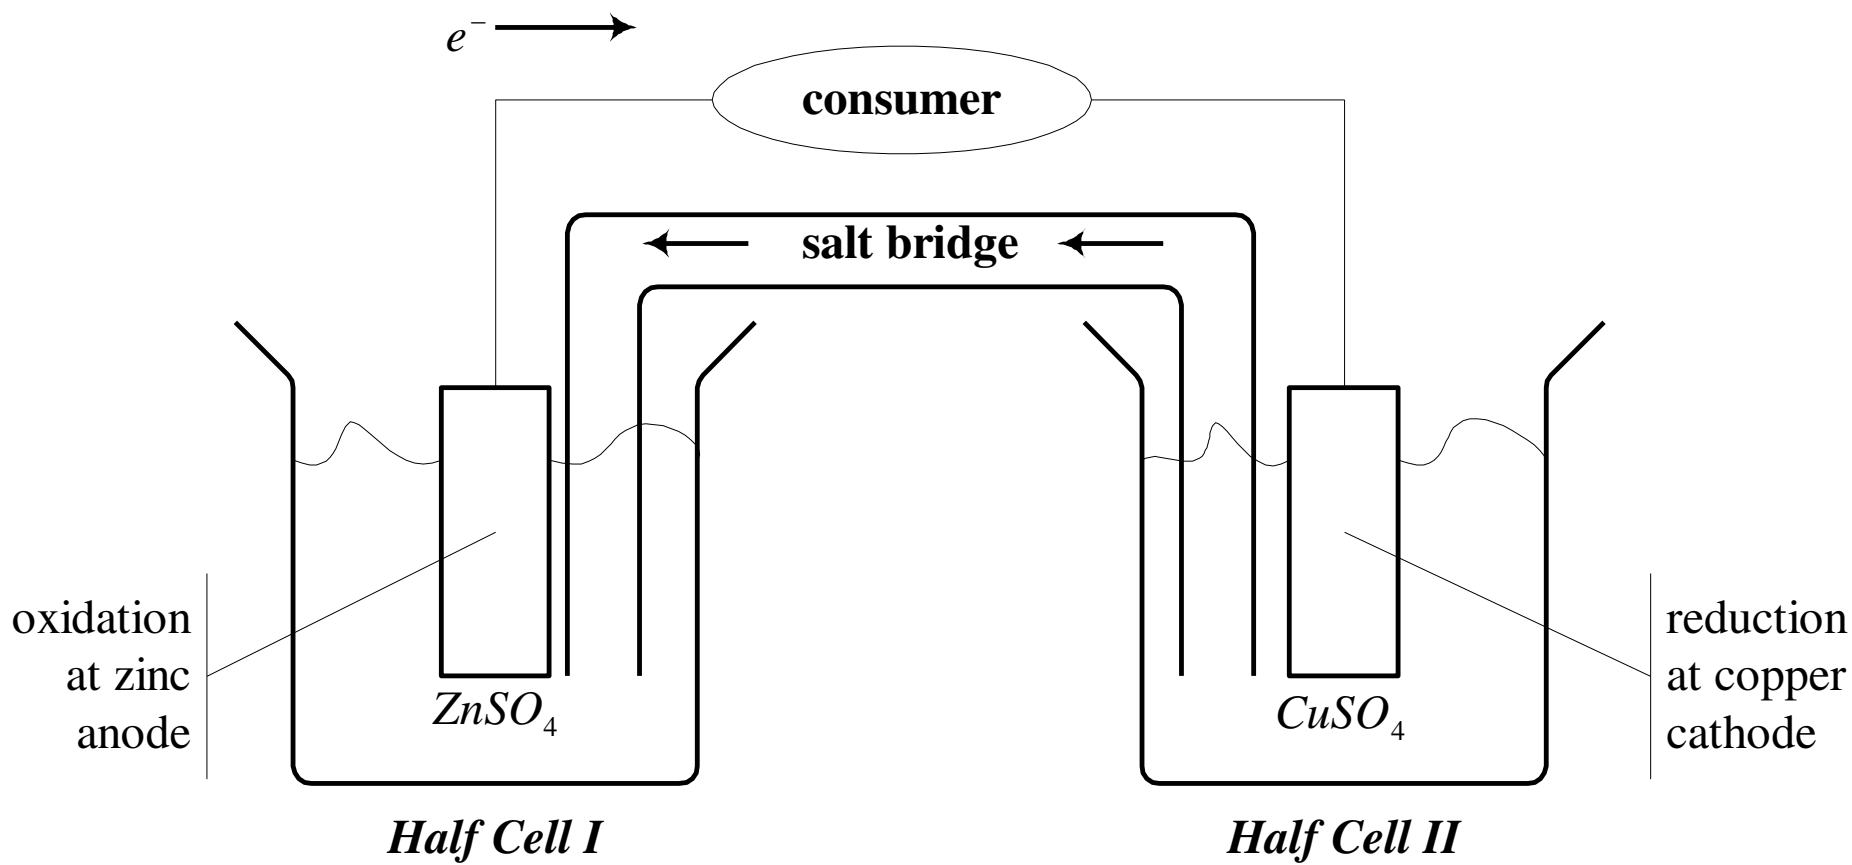 e⁻
consumer
salt bridge
oxidation
at zinc
anode
ZnSO₄
CuSO₄
reduction
at copper
cathode
Half Cell I
Half Cell II